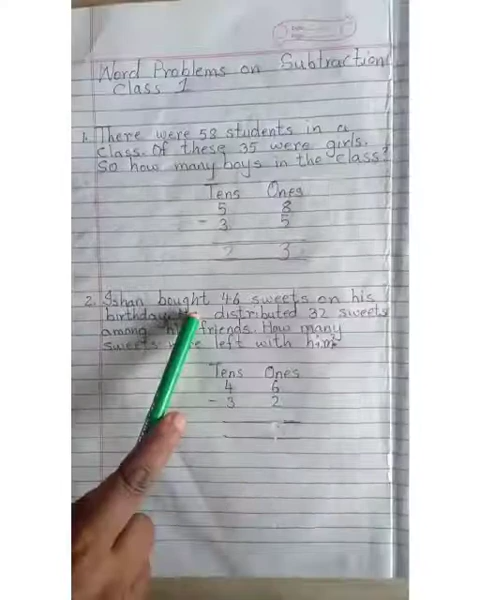 Word Problems on Subtraction
Class 1
1. There were 58 students in a
class. Of these 35 were girls.
So how many boys in the class?
Tens Ones
5 8
- 3 5
2 3
2. Ishan bought 46 sweets on his
birthday. distributed 32 sweets
among friends. How many
sweets left with him.
Tens Ones
4 6
- 3 2